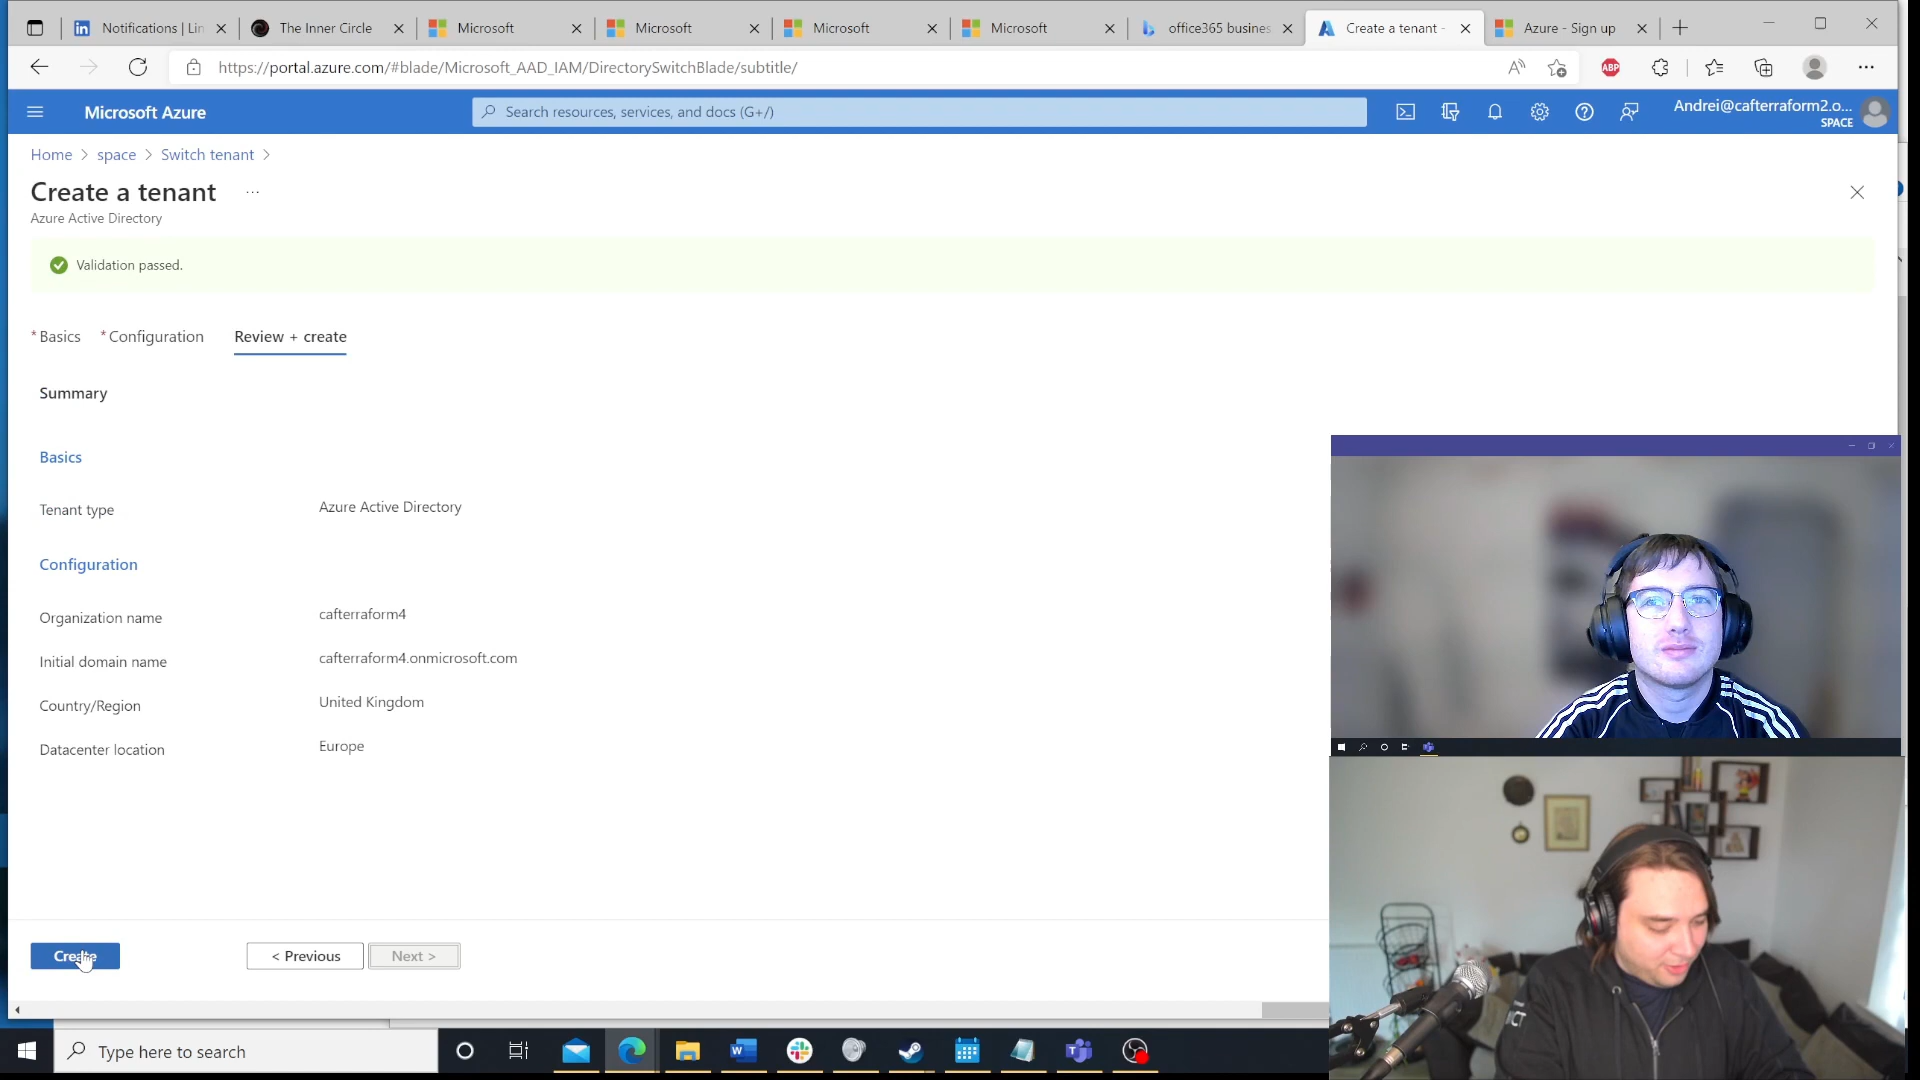 Notifications | Lin
The Inner Circle
Microsoft
Microsoft
Microsoft
Microsoft
office365 busines
Create a tenant -
Azure - Sign up
https://portal.azure.com/#blade/Microsoft_AAD_IAM/DirectorySwitchBlade/subtitle/
ABP
Microsoft Azure
Search resources, services, and docs (G+/)
Andrei@cafterraform2.o...
SPACE
Home > space > Switch tenant >
Create a tenant ...
Azure Active Directory
Validation passed.
* Basics * Configuration Review + create
Summary
Basics
Tenant type Azure Active Directory
Configuration
Organization name cafterraform4
Initial domain name cafterraform4.onmicrosoft.com
Country/Region United Kingdom
Datacenter location Europe
Create < Previous Next >
Type here to search